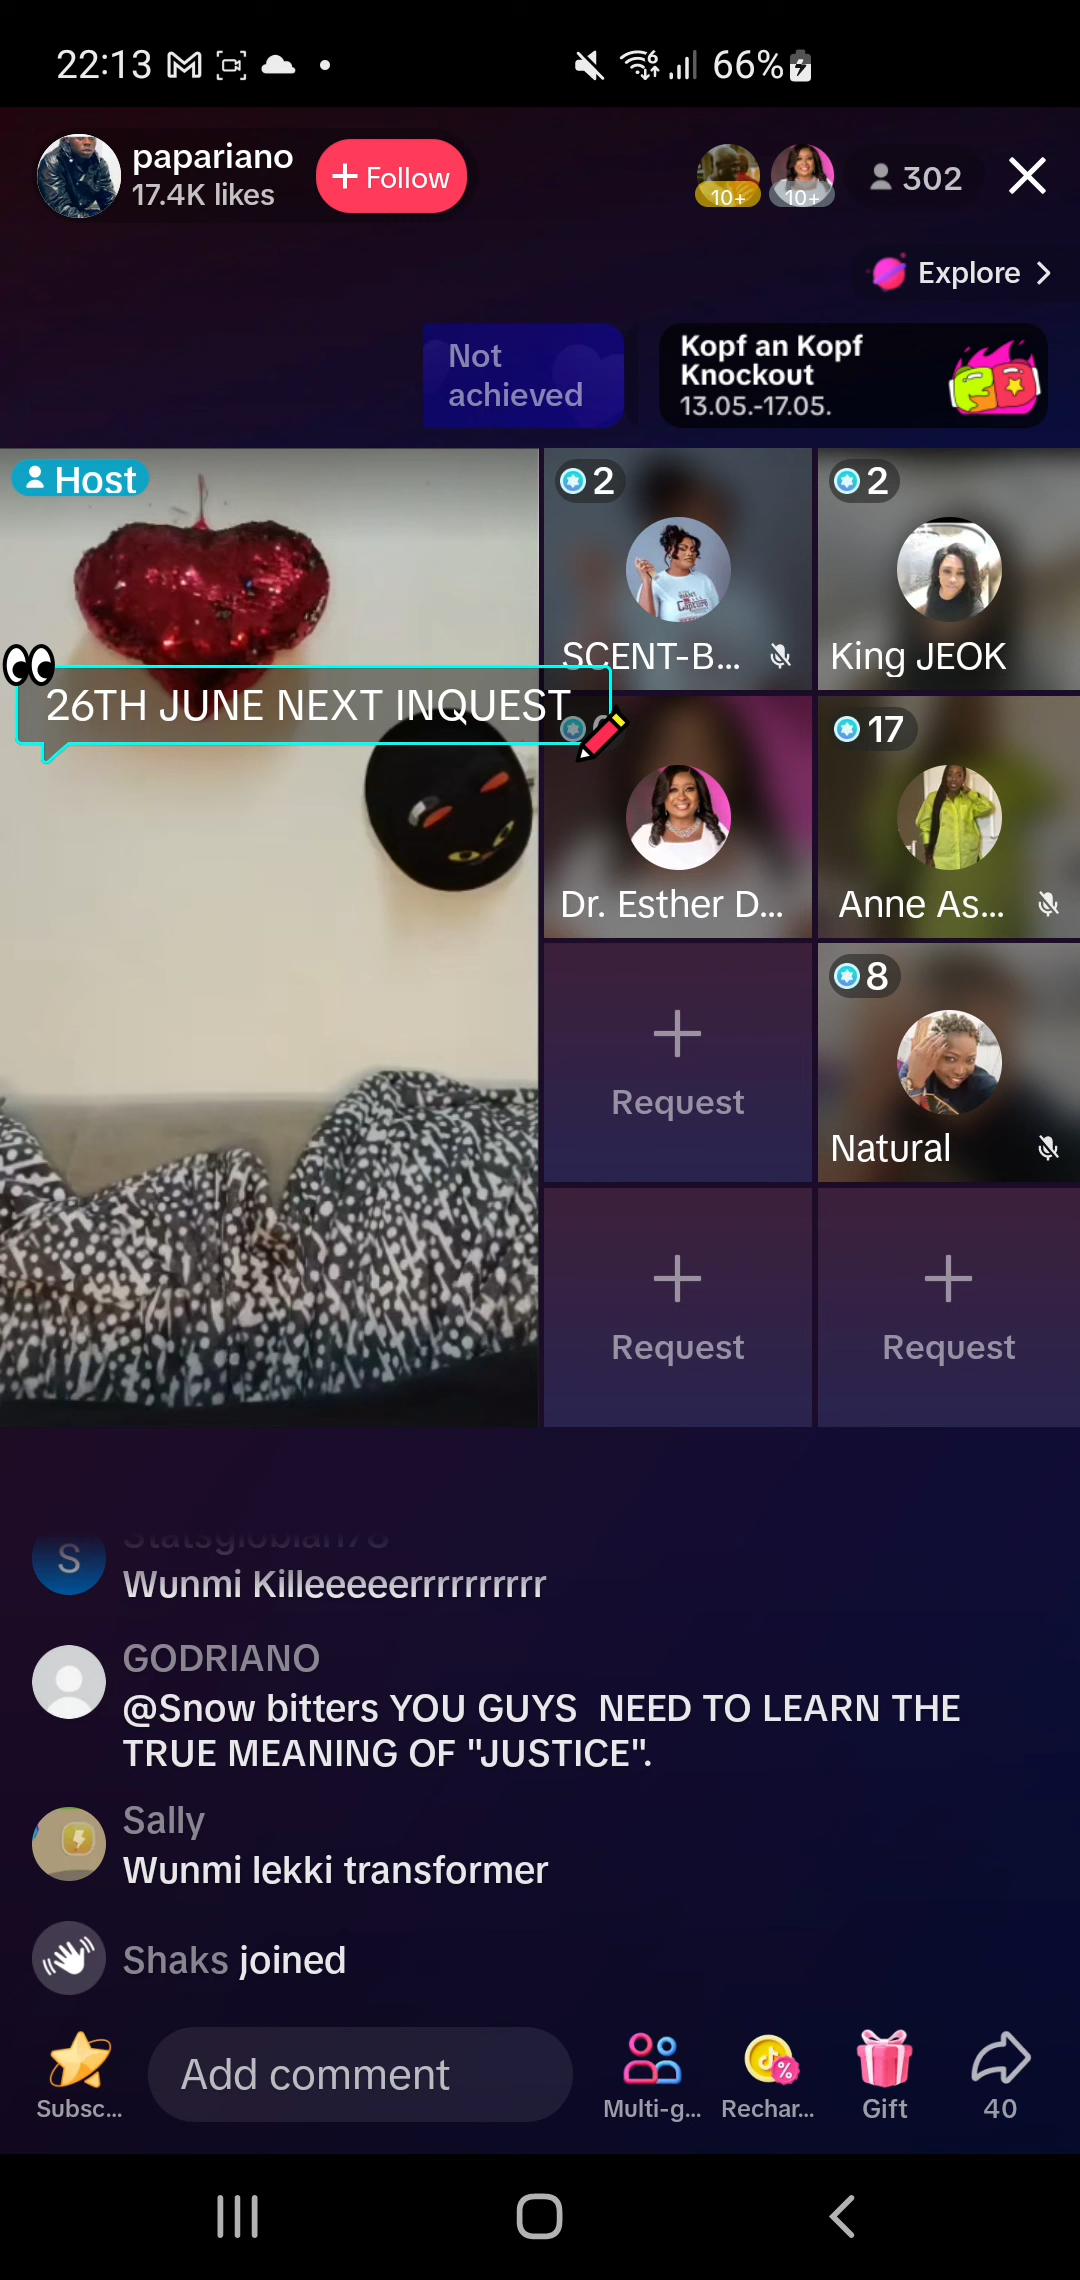 22:13
66%
papariano
17.4K likes
+ Follow
10+
10+
302
Explore
Not
achieved
Kopf an Kopf
Knockout
13.05.-17.05.
Host
2
SCENT-B...
2
King JEOK
26TH JUNE NEXT INQUEST
Dr. Esther D...
17
Anne As...
Request
8
Natural
Request
Request
S
Statsglobian78
Wunmi Killeeeeerrrrrrrrrr
GODRIANO
@Snow bitters YOU GUYS  NEED TO LEARN THE
TRUE MEANING OF "JUSTICE".
Sally
Wunmi lekki transformer
Shaks joined
Subsc...
Add comment
Multi-g...
Rechar...
Gift
40